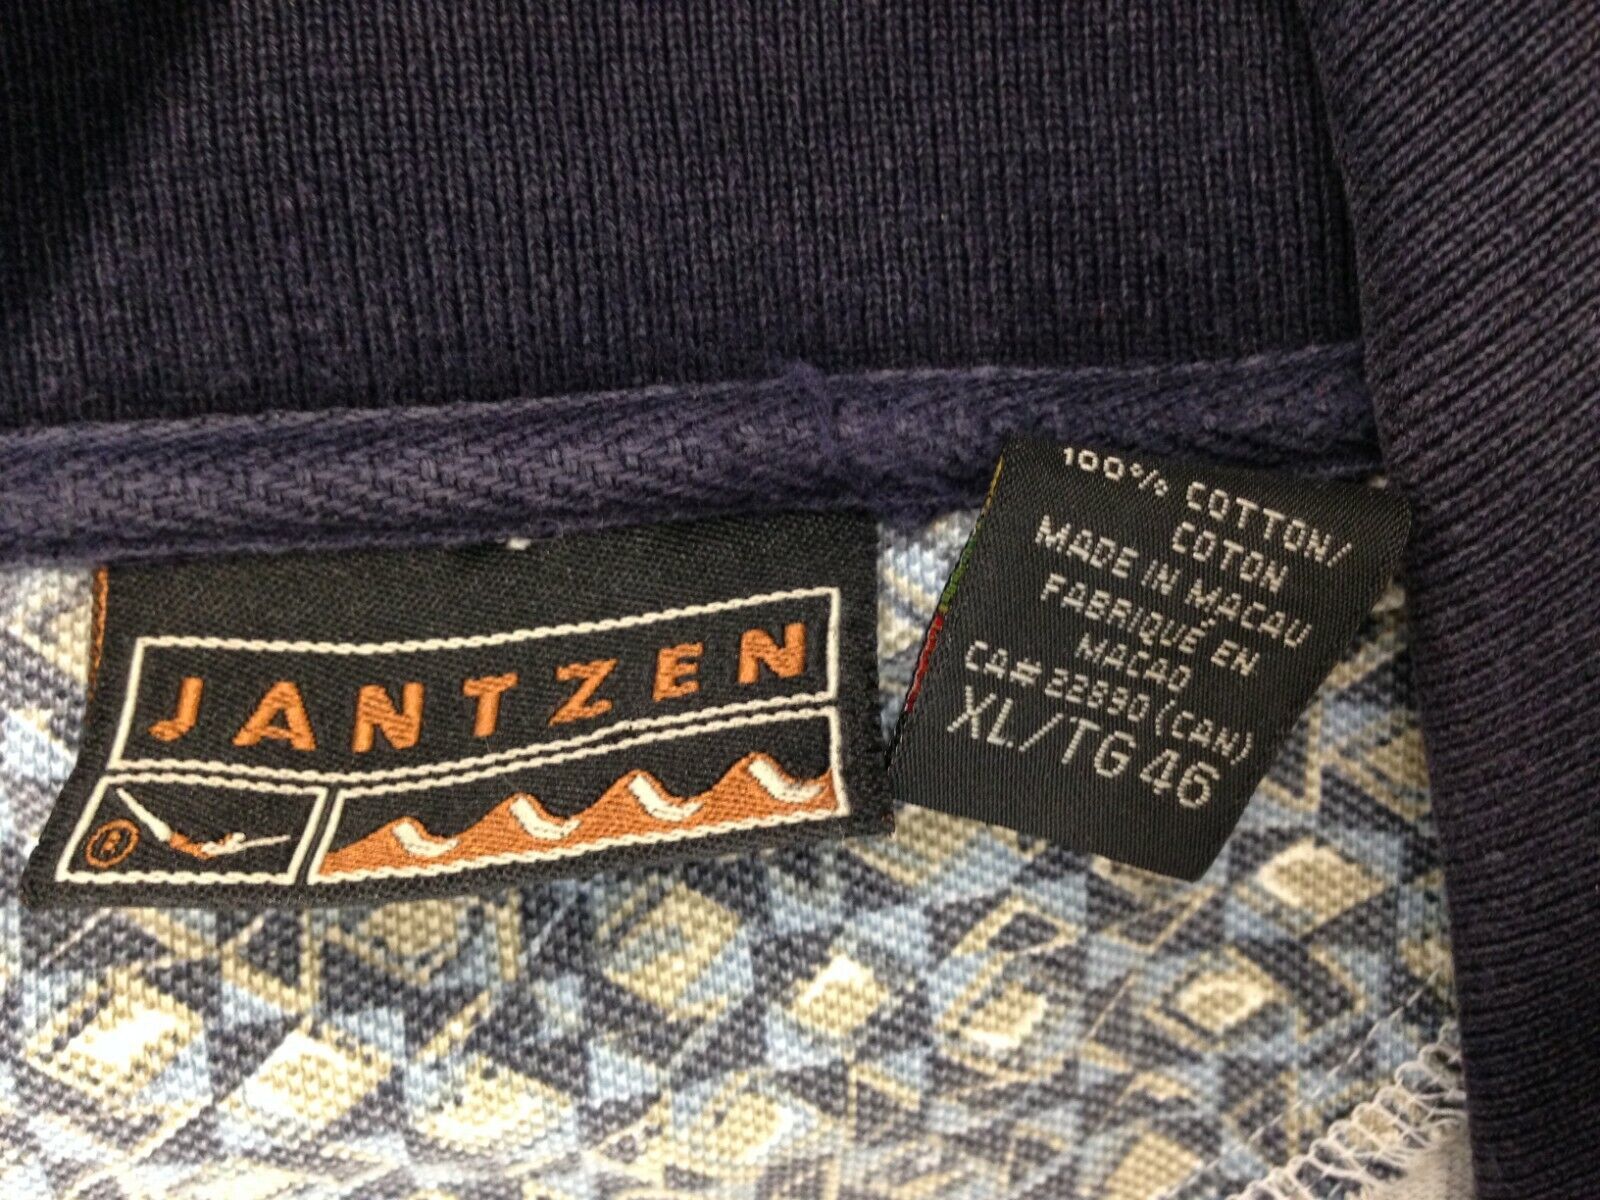 JANTZEN
®
100% COTTON/
COTON
MADE IN MACAU
FABRIQUÉ EN
MACAO
CA# 22890 (CAN)
XL/TG 46